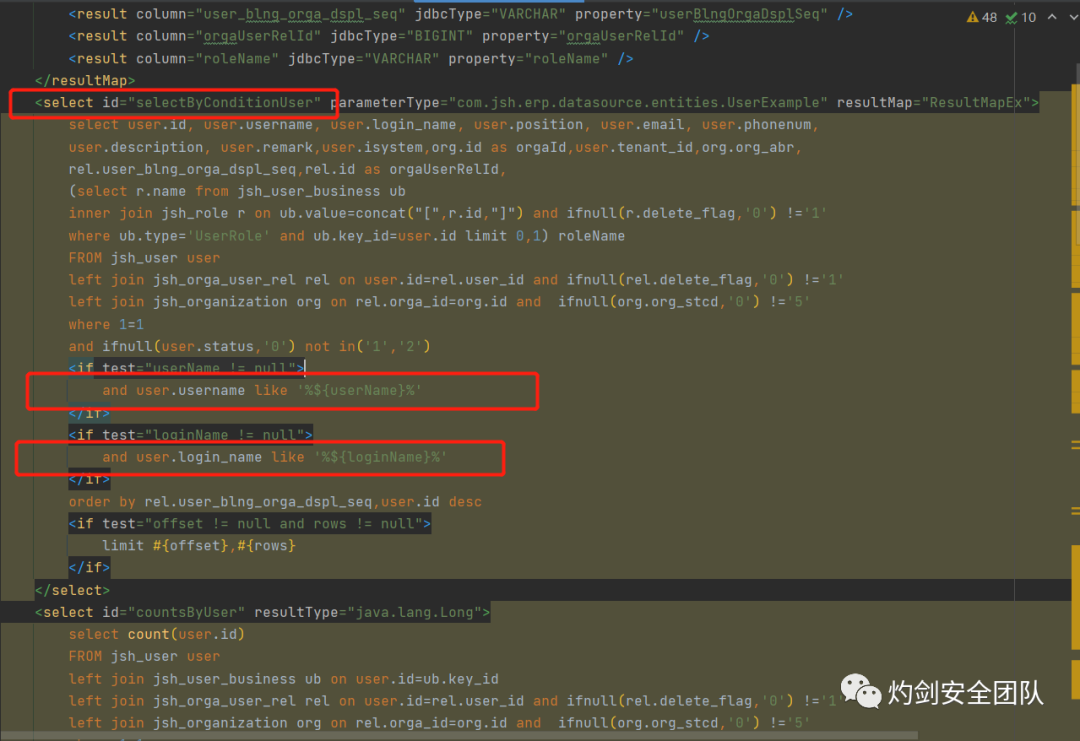 <result column="user_blng_orga_dspl_seq" jdbcType="VARCHAR" property="userBlngOrgaDsplSeq" />
48 10
<result column="orgaUserRelId" jdbcType="BIGINT" property="orgaUserRelId" />
<result column="roleName" jdbcType="VARCHAR" property="roleName" />
</resultMap>
<select id="selectByConditionUser" parameterType="com.jsh.erp.datasource.entities.UserExample" resultMap="ResultMapEx">
select user.id, user.username, user.login_name, user.position, user.email, user.phonenum,
user.description, user.remark,user.isystem,org.id as orgaId,user.tenant_id,org.org_abr,
rel.user_blng_orga_dspl_seq,rel.id as orgaUserRelId,
(select r.name from jsh_user_business ub
inner join jsh_role r on ub.value=concat("[",r.id,"]") and ifnull(r.delete_flag,'0') !='1'
where ub.type='UserRole' and ub.key_id=user.id limit 0,1) roleName
FROM jsh_user user
left join jsh_orga_user_rel rel on user.id=rel.user_id and ifnull(rel.delete_flag,'0') !='1'
left join jsh_organization org on rel.orga_id=org.id and  ifnull(org.org_stcd,'0') !='5'
where 1=1
and ifnull(user.status,'0') not in('1','2')
<if test="userName != null">
and user.username like '%${userName}%'
</if>
<if test="loginName != null">
and user.login_name like '%${loginName}%'
</if>
order by rel.user_blng_orga_dspl_seq,user.id desc
<if test="offset != null and rows != null">
limit #{offset},#{rows}
</if>
</select>
<select id="countsByUser" resultType="java.lang.Long">
select count(user.id)
FROM jsh_user user
left join jsh_user_business ub on user.id=ub.key_id
left join jsh_orga_user_rel rel on user.id=rel.user_id and ifnull(rel.delete_flag,'0') !='1
left join jsh_organization org on rel.orga_id=org.id and  ifnull(org.org_stcd,'0') !='5'
灼剑安全团队